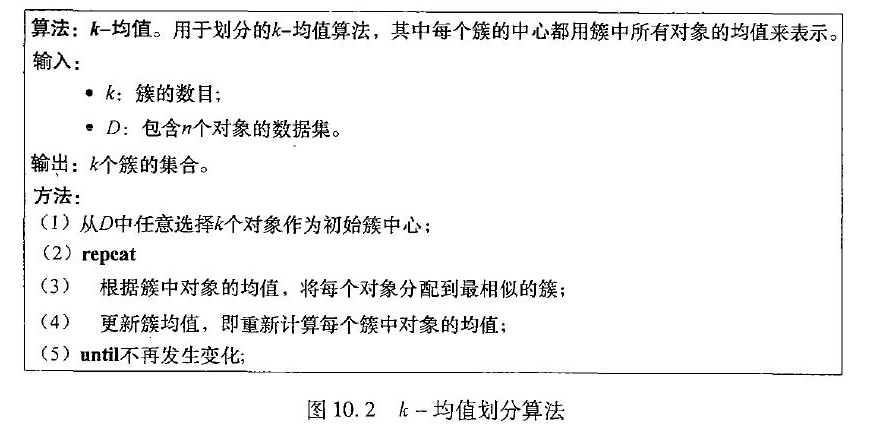 算法：k-均值。用于划分的k-均值算法，其中每个簇的中心都用簇中所有对象的均值来表示。
输入：
• k：簇的数目；
• D：包含n个对象的数据集。
输出：k个簇的集合。
方法：
（1）从D中任意选择k个对象作为初始簇中心；
（2）repeat
（3） 根据簇中对象的均值，将每个对象分配到最相似的簇；
（4） 更新簇均值，即重新计算每个簇中对象的均值；
（5）until不再发生变化;
图 10.2 k-均值划分算法